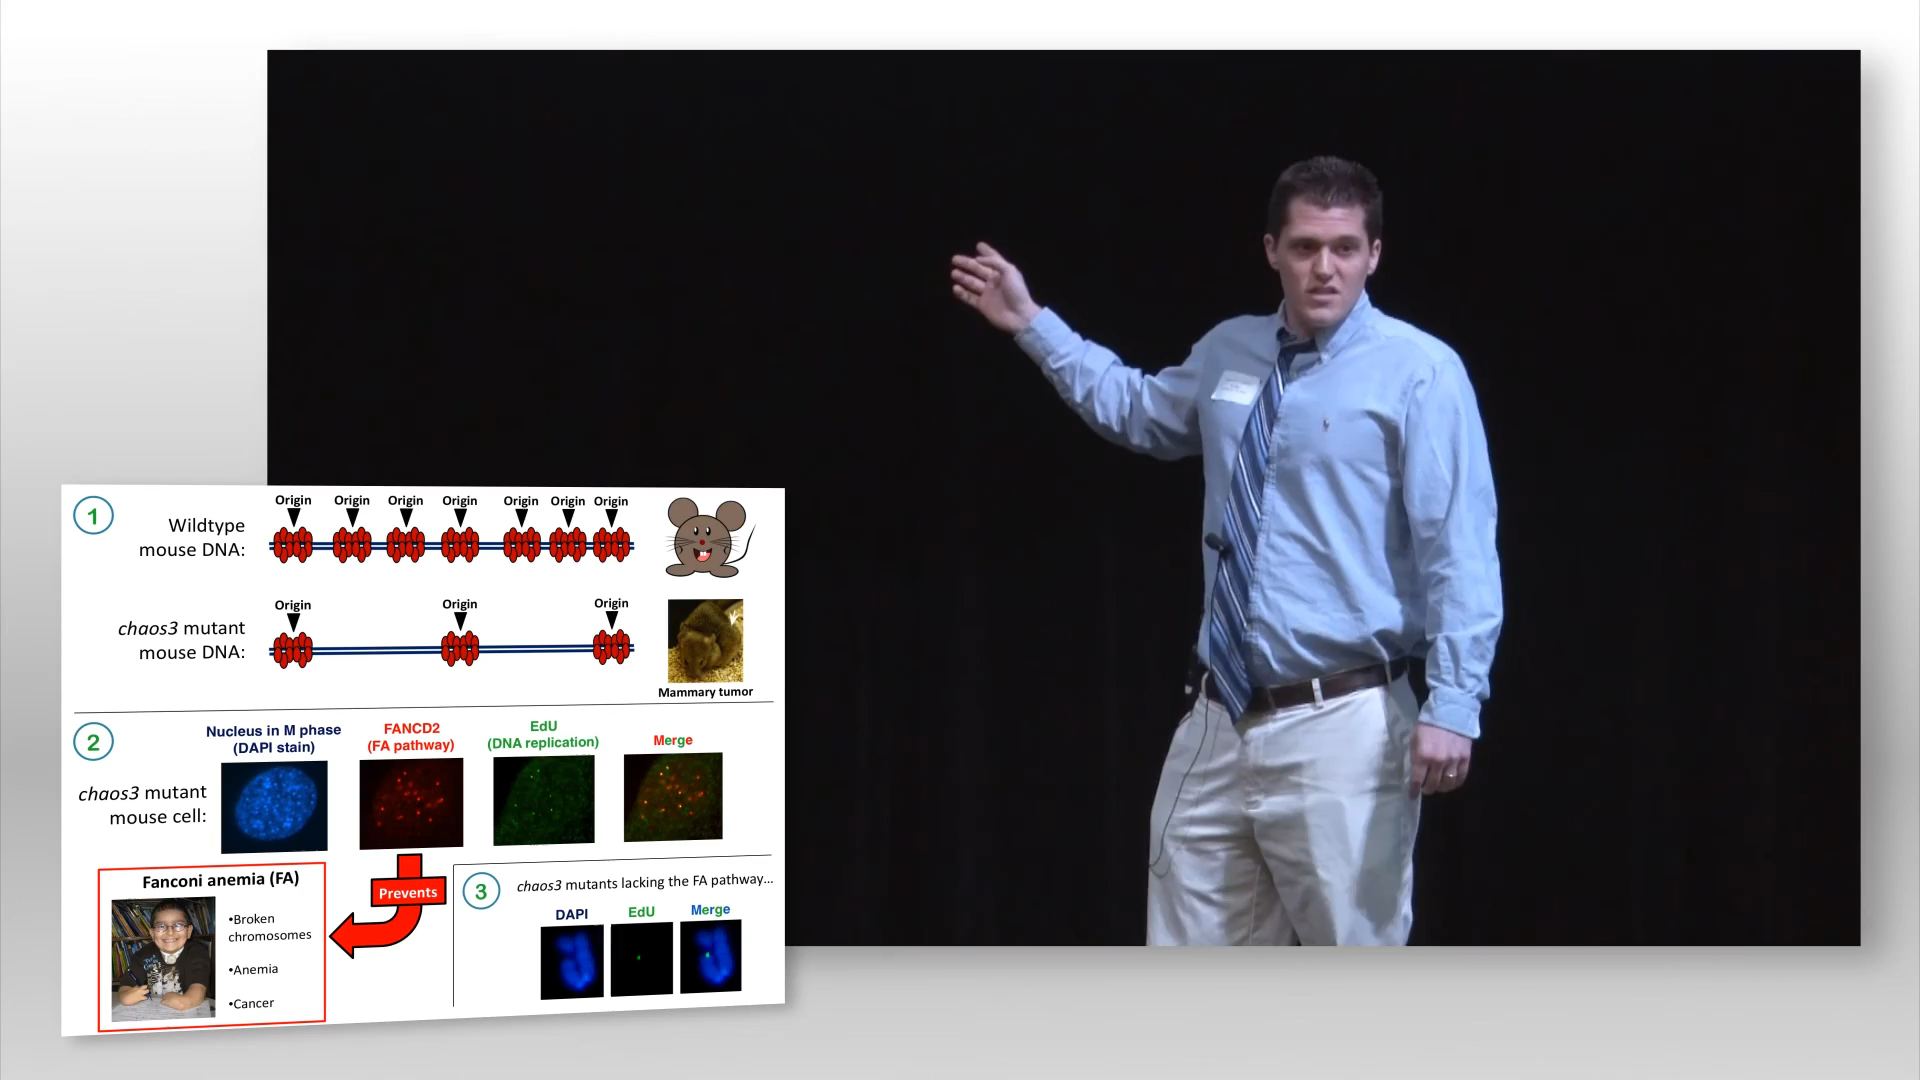 1
Origin Origin Origin Origin Origin Origin Origin
Wildtype
mouse DNA:
Origin Origin Origin
chaos3 mutant
mouse DNA:
Mammary tumor
2
Nucleus in M phase
(DAPI stain)
FANCD2
(FA pathway)
EdU
(DNA replication)
Merge
chaos3 mutant
mouse cell:
Prevents
Fanconi anemia (FA)
•Broken
chromosomes
•Anemia
•Cancer
3
chaos3 mutants lacking the FA pathway...
DAPI EdU Merge